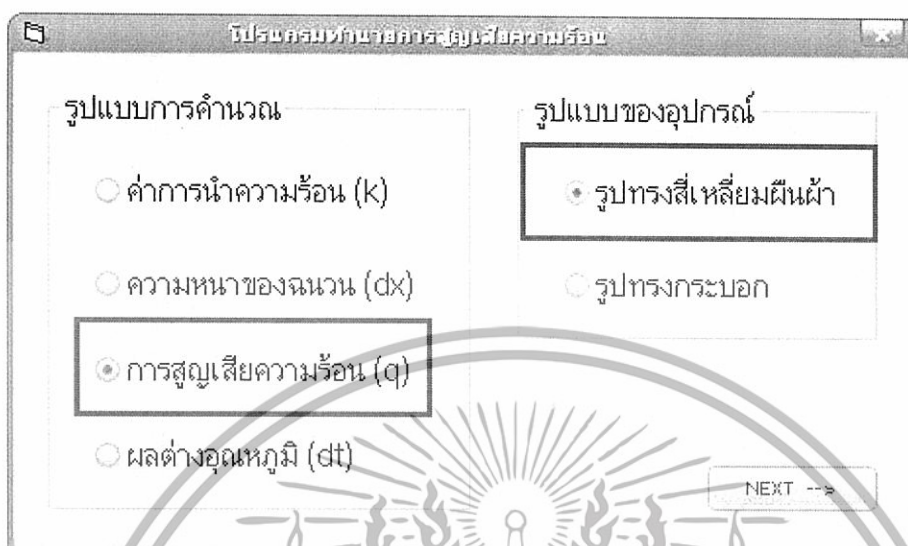 โปรแกรมทำนายการสูญเสียความร้อน
รูปแบบการคำนวณ
ค่าการนำความร้อน (k)
ความหนาของฉนวน (dx)
การสูญเสียความร้อน (q)
ผลต่างอุณหภูมิ (dt)
รูปแบบของอุปกรณ์
รูปทรงสี่เหลี่ยมผืนผ้า
รูปทรงกระบอก
NEXT -->